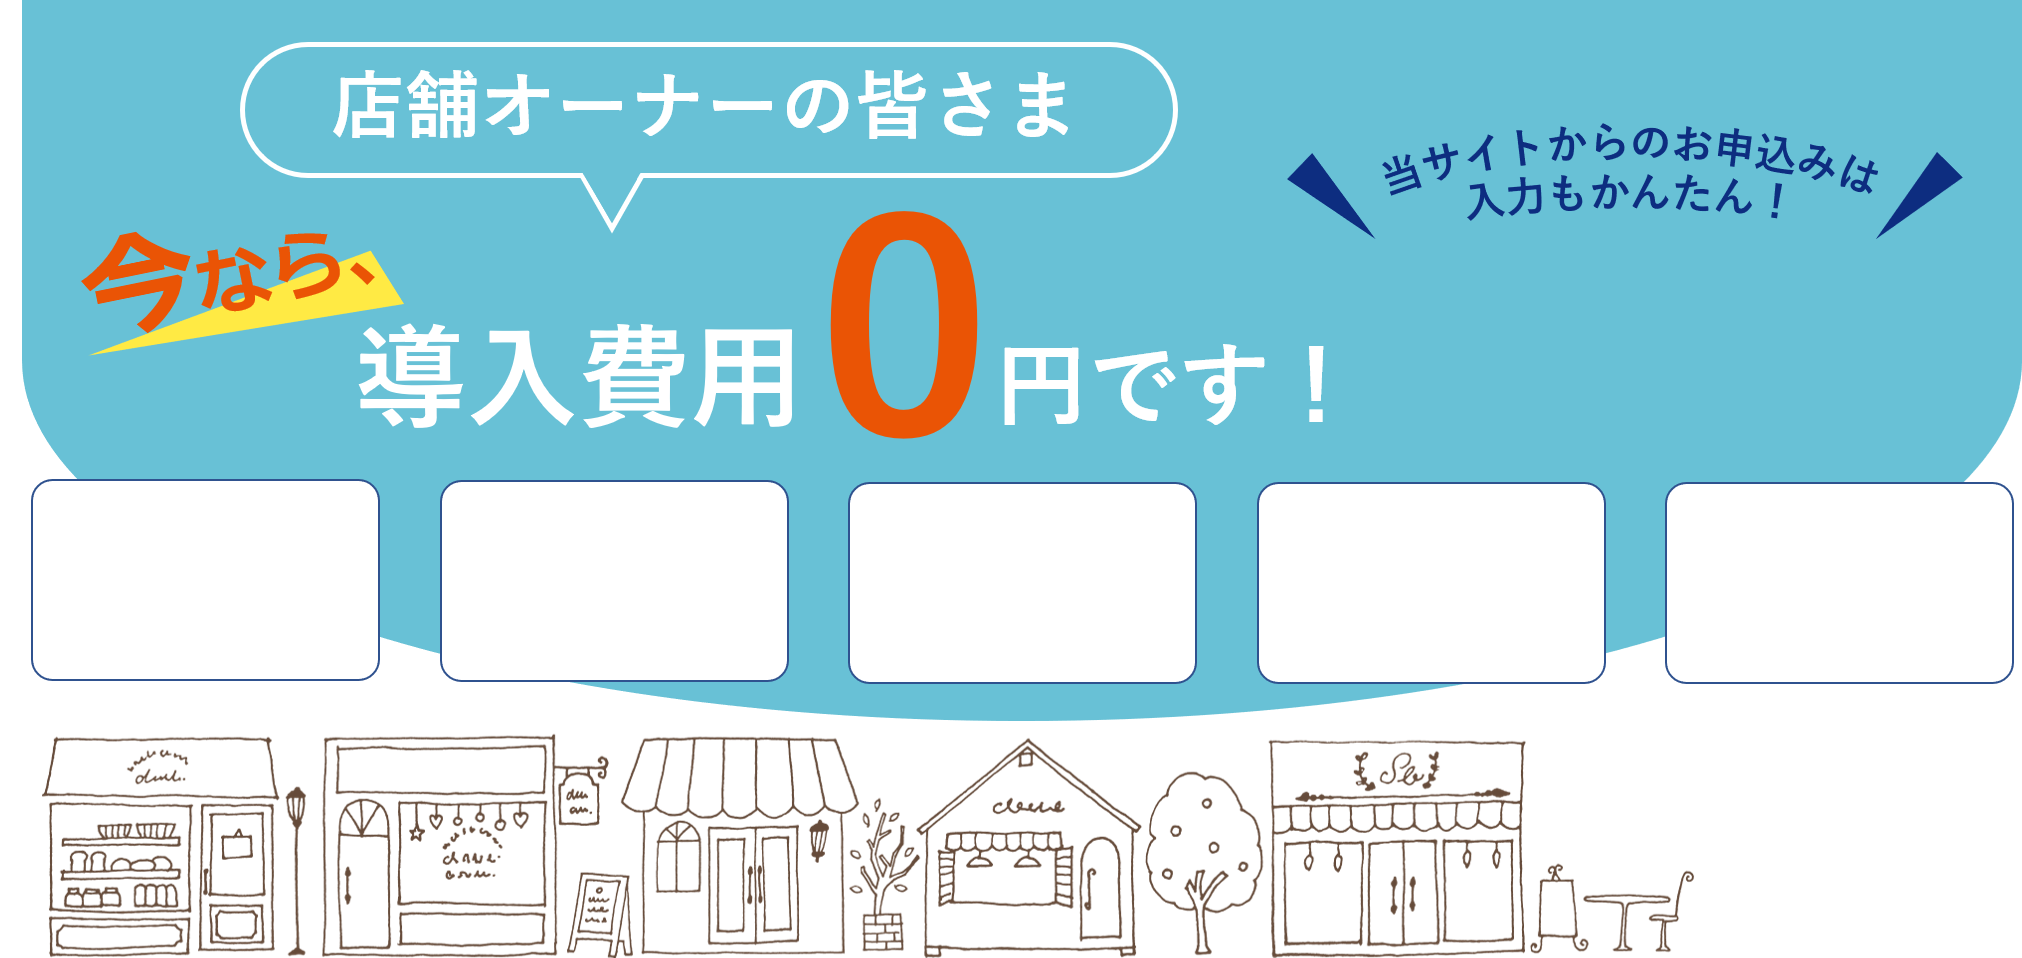 店舗オーナーの皆さま
当サイトからのお申込みは
入力もかんたん！
今なら、
導入費用0円です！